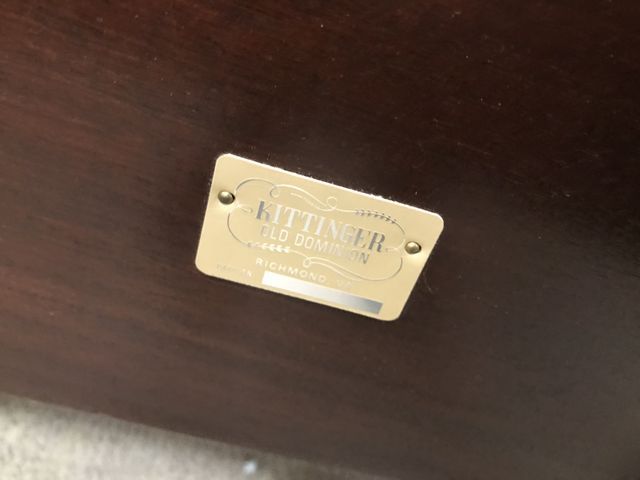 KITTINGER
OLD DOMINION
RICHMOND, VA.